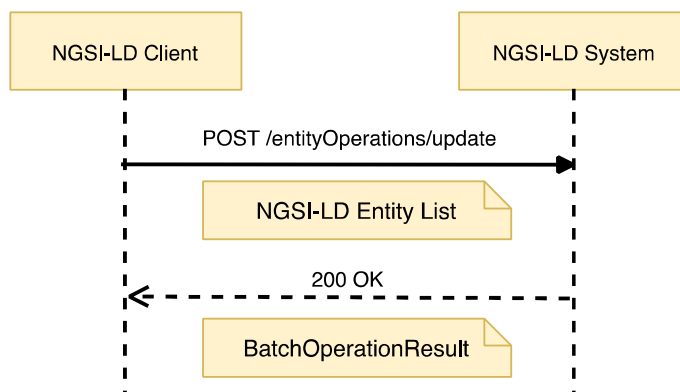 NGSI-LD Client
NGSI-LD System
POST /entityOperations/update
NGSI-LD Entity List
200 OK
BatchOperationResult